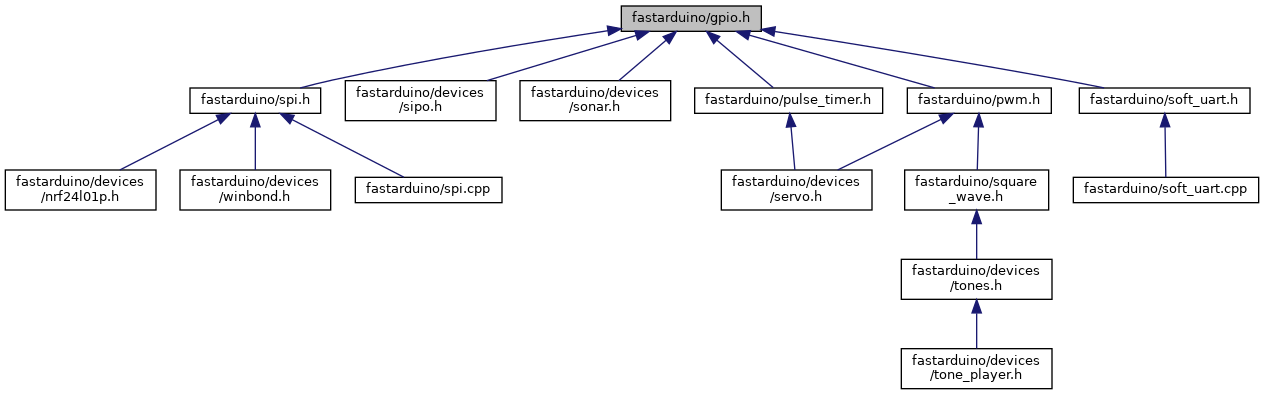 fastarduino/gpio.h
fastarduino/spi.h
fastarduino/devices
/sipo.h
fastarduino/devices
/sonar.h
fastarduino/pulse_timer.h
fastarduino/pwm.h
fastarduino/soft_uart.h
fastarduino/devices
/nrf24l01p.h
fastarduino/devices
/winbond.h
fastarduino/spi.cpp
fastarduino/devices
/servo.h
fastarduino/square
_wave.h
fastarduino/soft_uart.cpp
fastarduino/devices
/tones.h
fastarduino/devices
/tone_player.h